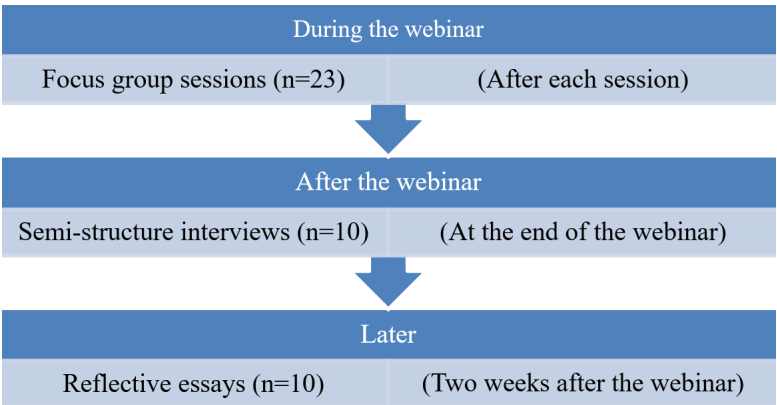 During the webinar
Focus group sessions (n=23) (After each session)
After the webinar
Semi-structure interviews (n=10) (At the end of the webinar)
Later
Reflective essays (n=10) (Two weeks after the webinar)